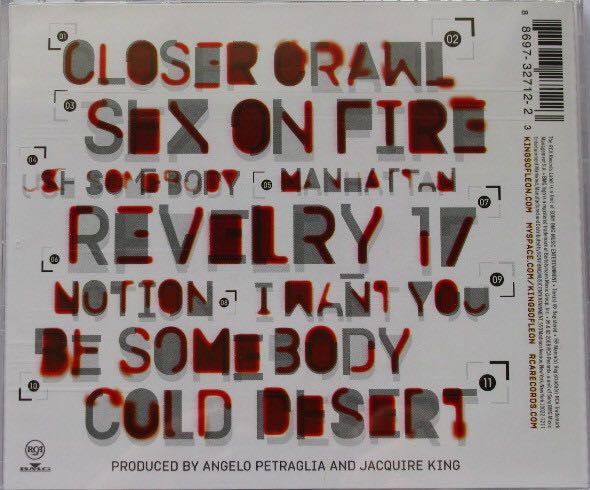 01 CLOSER 02 CRAWL
03 SEX ON FIRE
04 USE SOMEBODY 05 MANHATTAN
06 REVELRY 07 17
08 NOTION 09 I WANT YOU
10 BE SOMEBODY
11 COLD DESERT
PRODUCED BY ANGELO PETRAGLIA AND JACQUIRE KING
RCA
BMG
8 8697-32712-2 3
KINGSOFLEON.COM MYSPACE.COM/KINGSOFLEON RCARECORDS.COM